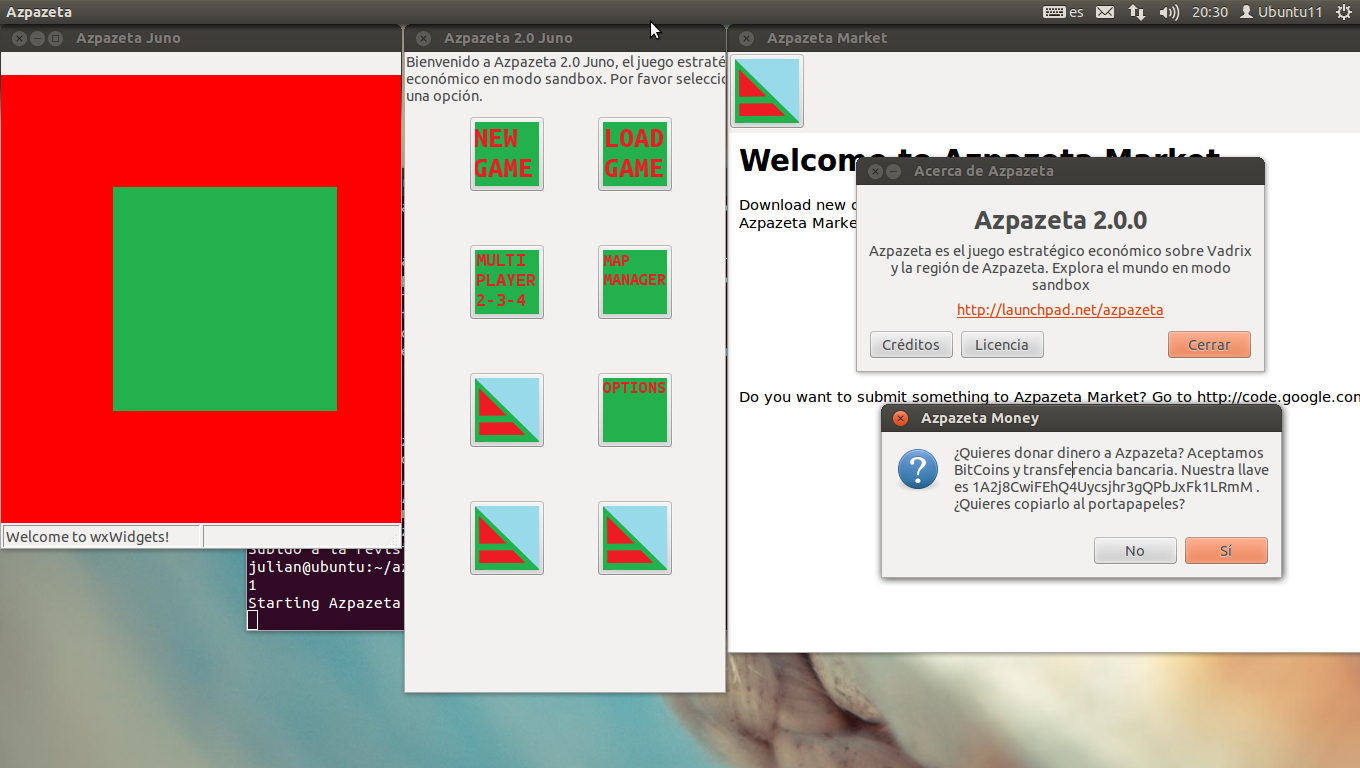 Azpazeta
es
20:30
Ubuntu11
Azpazeta Juno
Welcome to wxWidgets!
julian@ubuntu:~/az
1
Starting Azpazeta
Azpazeta 2.0 Juno
Bienvenido a Azpazeta 2.0 Juno, el juego estraté
económico en modo sandbox. Por favor seleccio
una opción.
NEW
GAME
LOAD
GAME
MULTI
PLAYER
2-3-4
MAP
MANAGER
OPTIONS
Azpazeta Market
Welcome to Azpazeta Market
Download new
Azpazeta Marke
Do you want to submit something to Azpazeta Market? Go to http://code.google.con
Acerca de Azpazeta
Azpazeta 2.0.0
Azpazeta es el juego estratégico económico sobre Vadrix
y la región de Azpazeta. Explora el mundo en modo
sandbox
http://launchpad.net/azpazeta
Créditos
Licencia
Cerrar
Azpazeta Money
¿Quieres donar dinero a Azpazeta? Aceptamos
BitCoins y transferencia bancaria. Nuestra llave
es 1A2j8CwiFEhQ4Uycsjhr3gQPbJxFk1LRmM .
¿Quieres copiarlo al portapapeles?
No
Sí